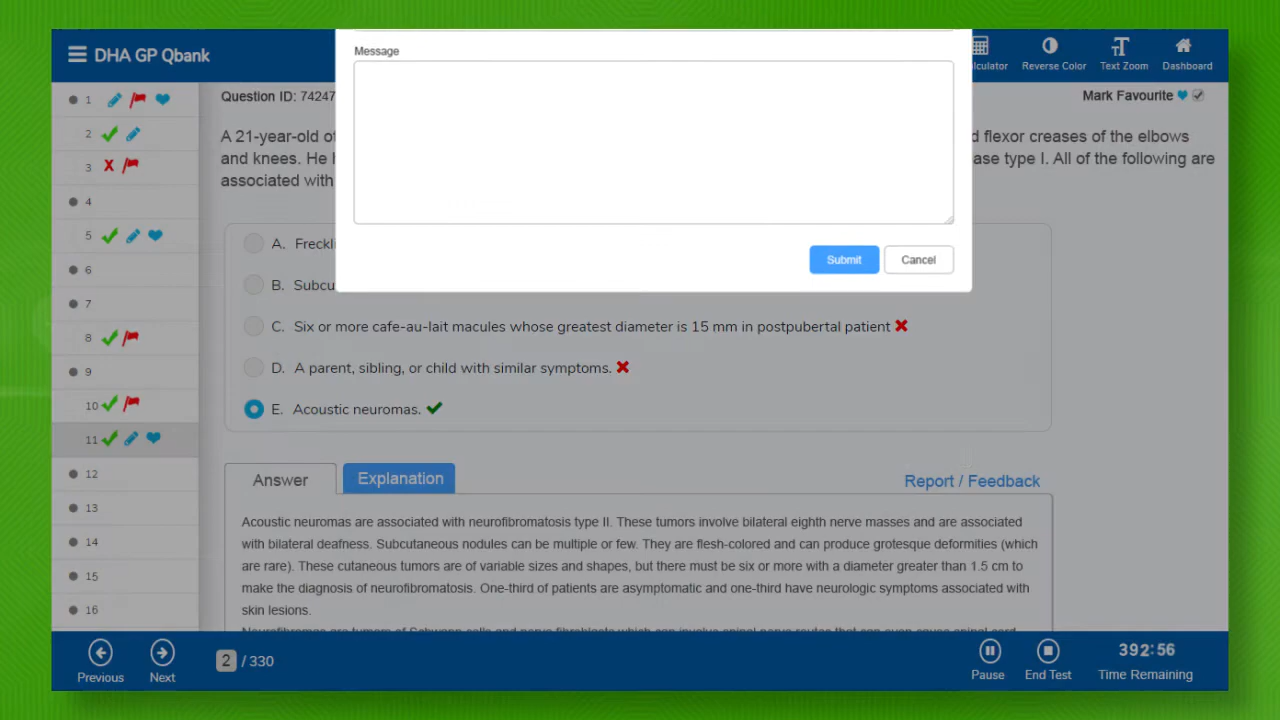 DHA GP Qbank
Message
Reverse Color
Text Zoom
Dashboard
Question ID: 74247
Mark Favourite
A 21-year-old
d flexor creases of the elbows
and knees. He
ase type I. All of the following are
associated with
A. Freckli
B. Subcu
C. Six or more cafe-au-lait macules whose greatest diameter is 15 mm in postpubertal patient
D. A parent, sibling, or child with similar symptoms.
E. Acoustic neuromas.
Submit
Cancel
1
2
3
4
5
6
7
8
9
10
11
12
13
14
15
16
Answer
Explanation
Report / Feedback
Acoustic neuromas are associated with neurofibromatosis type II. These tumors involve bilateral eighth nerve masses and are associated
with bilateral deafness. Subcutaneous nodules can be multiple or few. They are flesh-colored and can produce grotesque deformities (which
are rare). These cutaneous tumors are of variable sizes and shapes, but there must be six or more with a diameter greater than 1.5 cm to
make the diagnosis of neurofibromatosis. One-third of patients are asymptomatic and one-third have neurologic symptoms associated with
skin lesions.
Previous
Next
2 / 330
Pause
End Test
392:56
Time Remaining